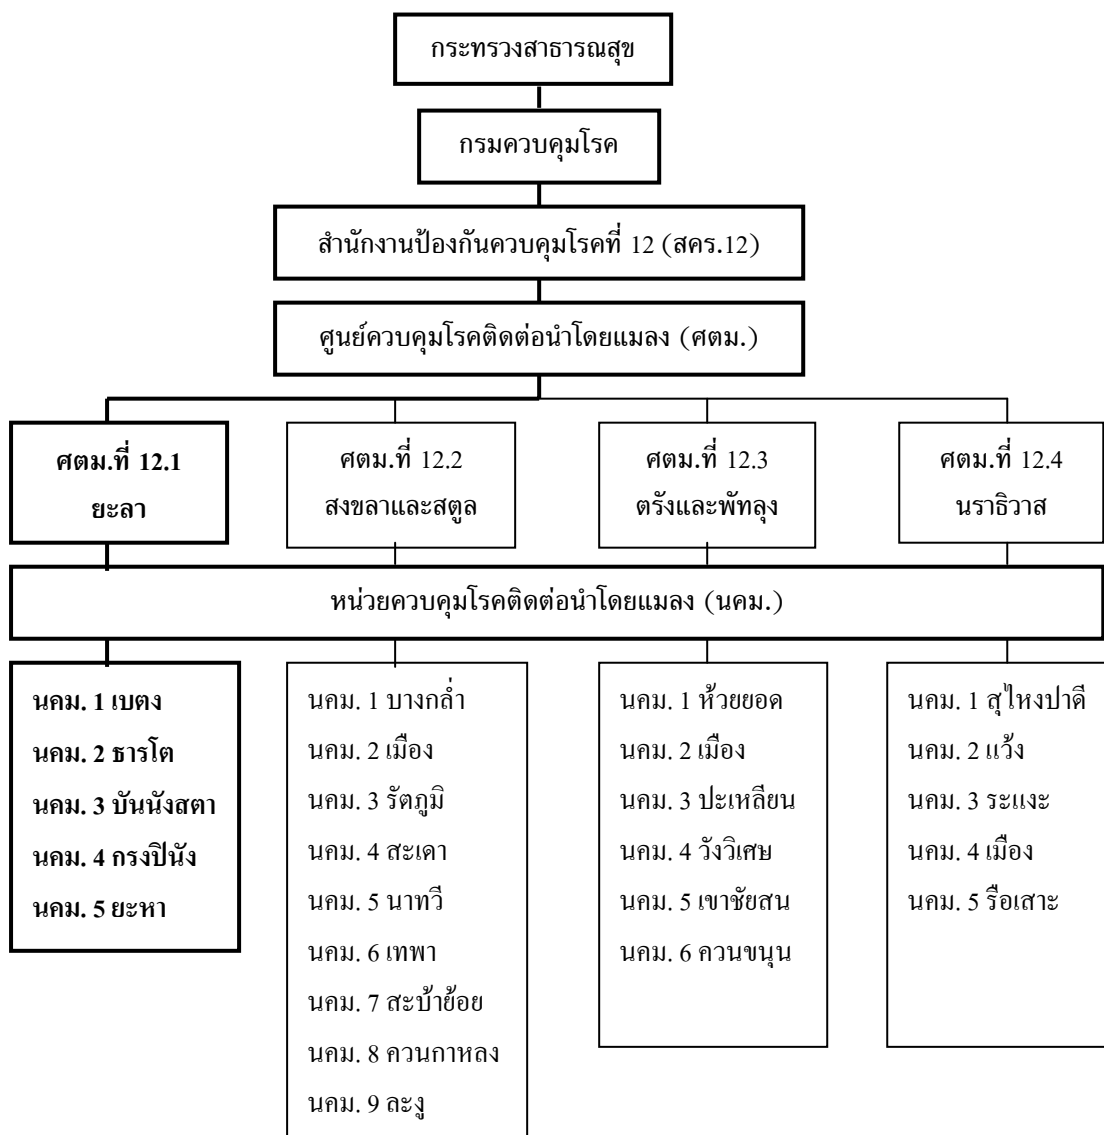 กระทรวงสาธารณสุข
กรมควบคุมโรค
สำนักงานป้องกันควบคุมโรคที่ 12 (สคร.12)
ศูนย์ควบคุมโรคติดต่อนำโดยแมลง (ศตม.)
ศตม.ที่ 12.1
ยะลา
ศตม.ที่ 12.2
สงขลาและสตูล
ศตม.ที่ 12.3
ตรังและพัทลุง
ศตม.ที่ 12.4
นราธิวาส
หน่วยควบคุมโรคติดต่อนำโดยแมลง (นคม.)
นคม. 1 เบตง
นคม. 2 ธารโต
นคม. 3 บันนังสตา
นคม. 4 กรงปินัง
นคม. 5 ยะหา
นคม. 1 บางกล่ำ
นคม. 2 เมือง
นคม. 3 รัตภูมิ
นคม. 4 สะเดา
นคม. 5 นาทวี
นคม. 6 เทพา
นคม. 7 สะบ้าย้อย
นคม. 8 ควนกาหลง
นคม. 9 ละงู
นคม. 1 ห้วยยอด
นคม. 2 เมือง
นคม. 3 ปะเหลียน
นคม. 4 วังวิเศษ
นคม. 5 เขาชัยสน
นคม. 6 ควนขนุน
นคม. 1 สุไหงปาดี
นคม. 2 แว้ง
นคม. 3 ระแงะ
นคม. 4 เมือง
นคม. 5 รือเสาะ